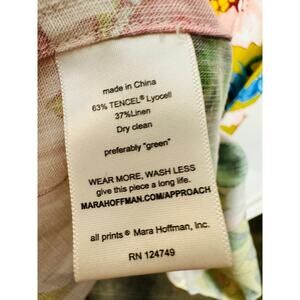 made in China
63% TENCEL® Lyocell
37%Linen
Dry clean
preferably "green"
WEAR MORE, WASH LESS
give this piece a long life.
MARAHOFFMAN.COM/APPROACH
all prints ® Mara Hoffman, Inc.
RN 124749